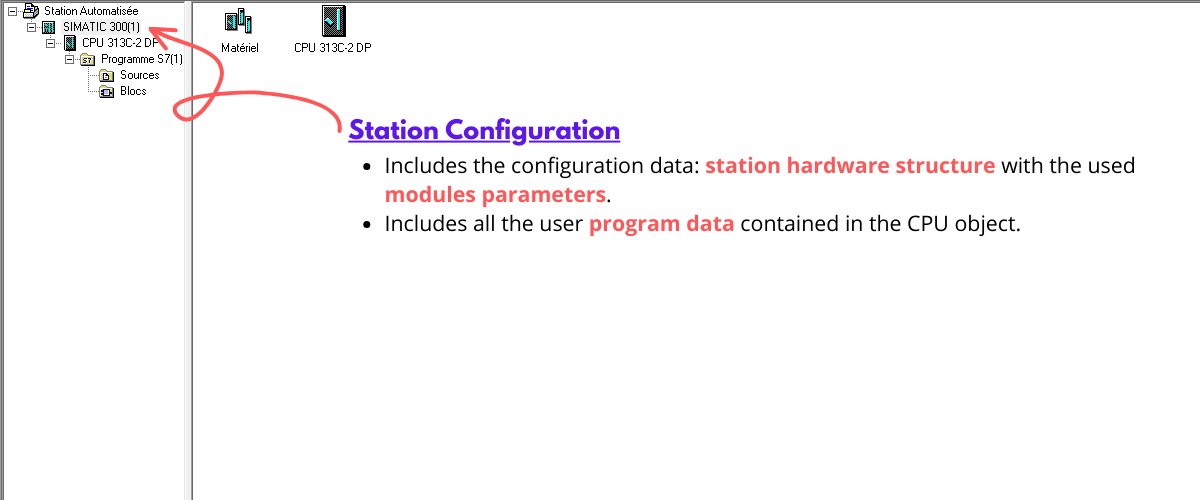 Station Automatisée
SIMATIC 300(1)
CPU 313C-2 DP
Programme S7(1)
Sources
Blocs
Matériel
CPU 313C-2 DP
Station Configuration
• Includes the configuration data: station hardware structure with the used
modules parameters.
• Includes all the user program data contained in the CPU object.